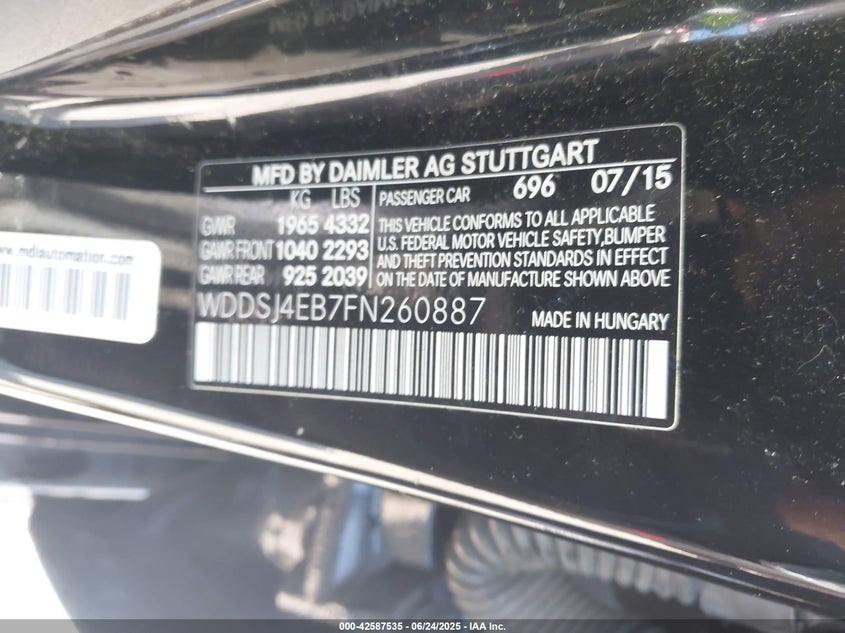 MFD BY DAIMLER AG STUTTGART
KG LBS PASSENGER CAR 696 07/15
GVWR 1965 4332
GAWR FRONT 1040 2293
GAWR REAR 925 2039
THIS VEHICLE CONFORMS TO ALL APPLICABLE
U.S. FEDERAL MOTOR VEHICLE SAFETY,BUMPER
AND THEFT PREVENTION STANDARDS IN EFFECT
ON THE DATE OF MANUFACTURE SHOWN ABOVE
WDDSJ4EB7FN260887 MADE IN HUNGARY
www.mdiautomation.com
000-42587535 - 06/24/2025 - IAA Inc.